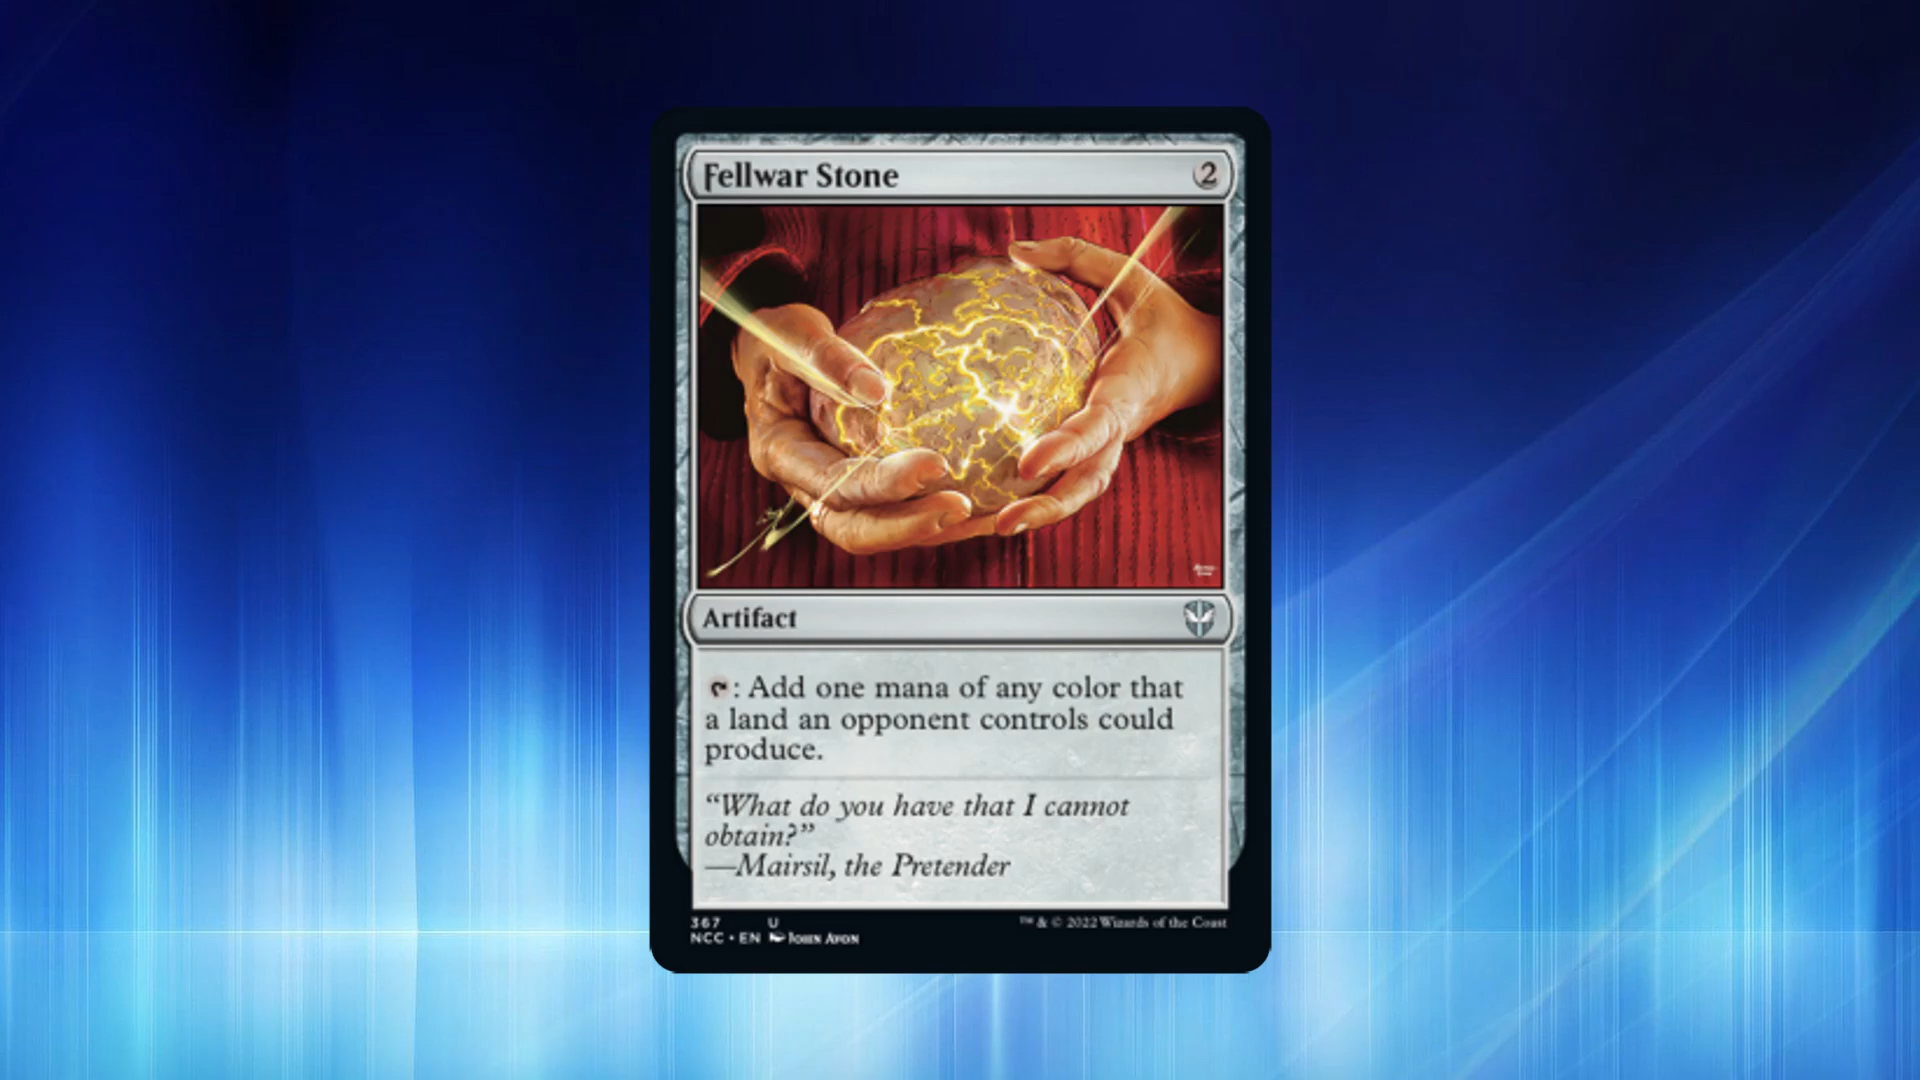 Fellwar Stone 2
Artifact
: Add one mana of any color that
a land an opponent controls could
produce.
“What do you have that I cannot
obtain?”
—Mairsil, the Pretender
367 U
NCC • EN John Avon
™ & © 2022 Wizards of the Coast